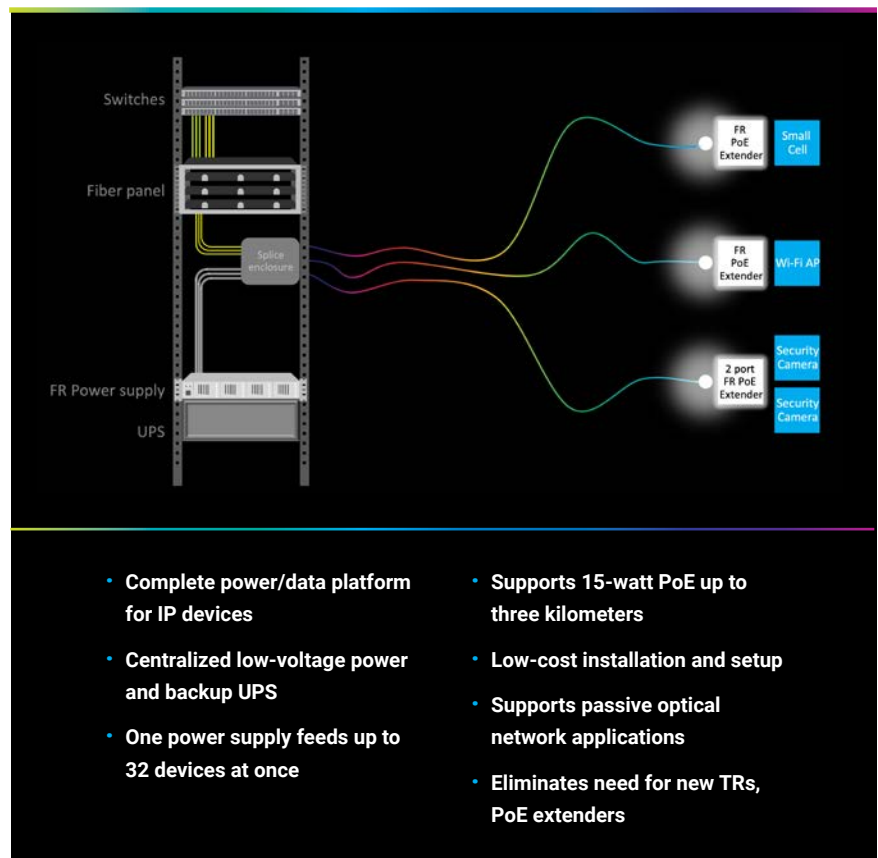 Switches
Fiber panel
Splice
enclosure
FR Power supply
UPS
FR
PoE
Extender
Small
Cell
FR
PoE
Extender
Wi-Fi AP
2 port
FR PoE
Extender
Security
Camera
Security
Camera
• Complete power/data platform
for IP devices
• Centralized low-voltage power
and backup UPS
• One power supply feeds up to
32 devices at once
• Supports 15-watt PoE up to
three kilometers
• Low-cost installation and setup
• Supports passive optical
network applications
• Eliminates need for new TRs,
PoE extenders